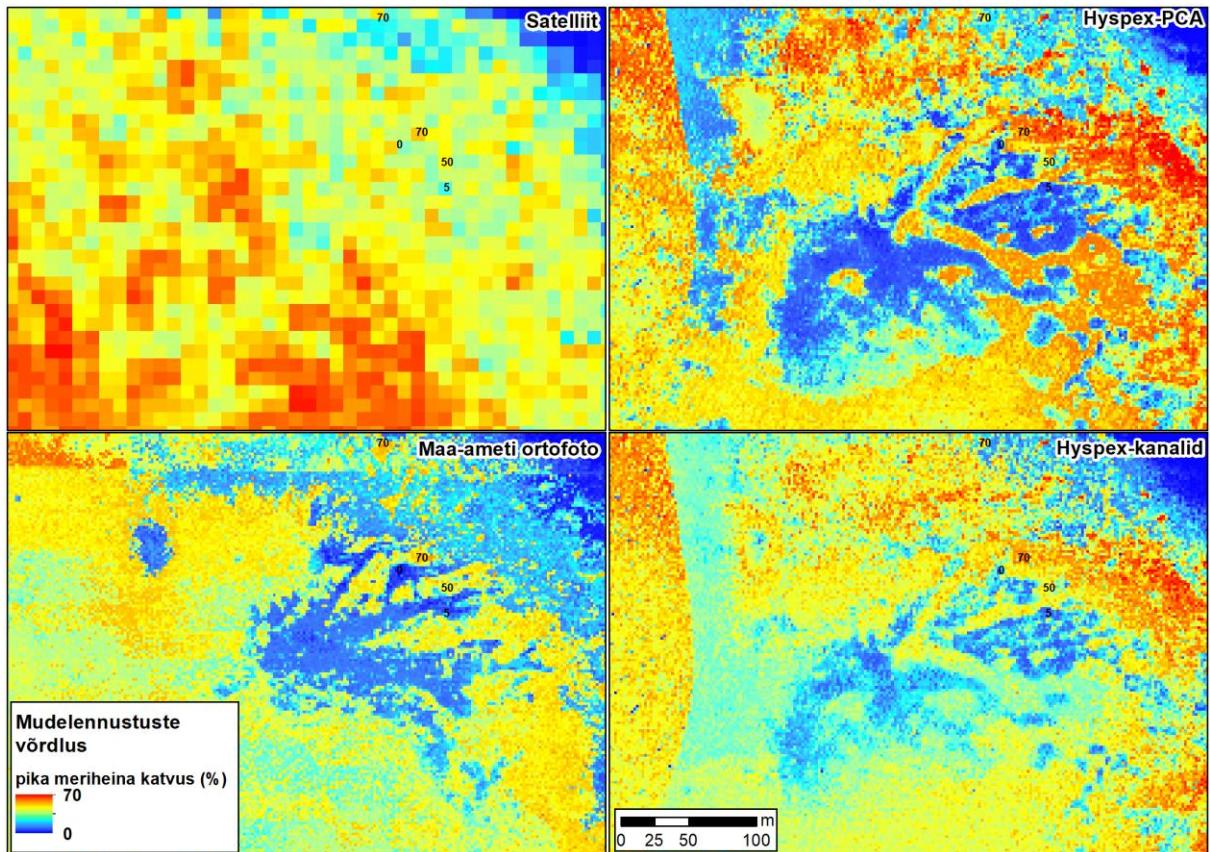 70
Satelliit
70
0
50
5
70
Hyspex-PCA
70
0
50
5
70
Maa-ameti ortofoto
70
0
50
5
Mudelennustuste
võrdlus
pika meriheina katvus (%)
70
0
70
Hyspex-kanalid
70
0
50
5
m
0 25 50 100